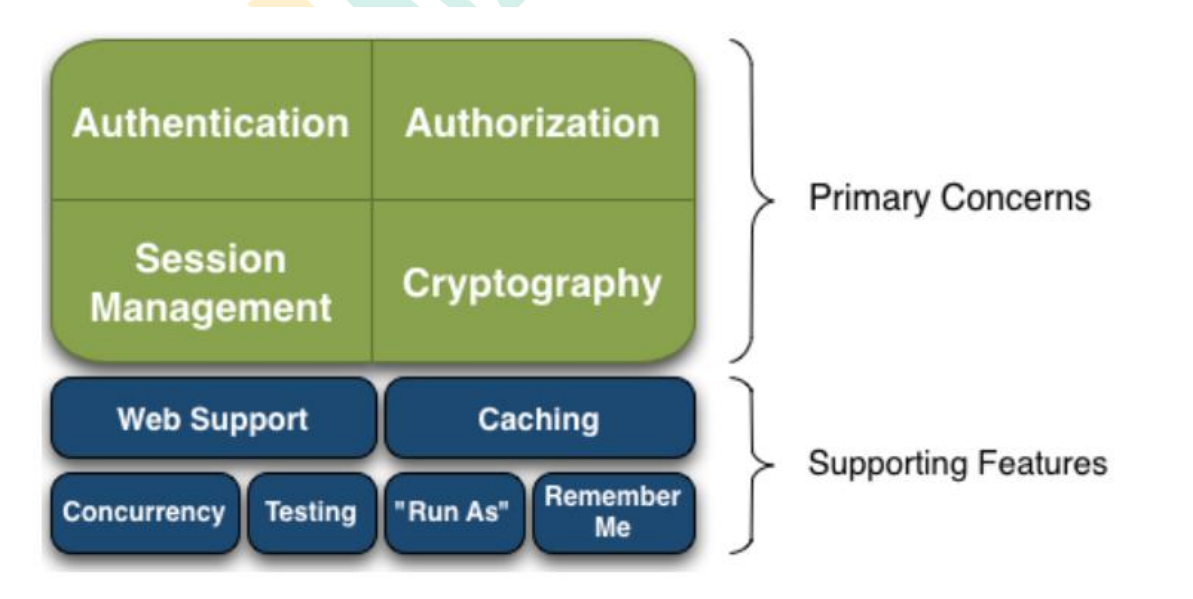 Authentication
Authorization
Session
Management
Cryptography
Primary Concerns
Web Support
Caching
Concurrency
Testing
"Run As"
Remember
Me
Supporting Features